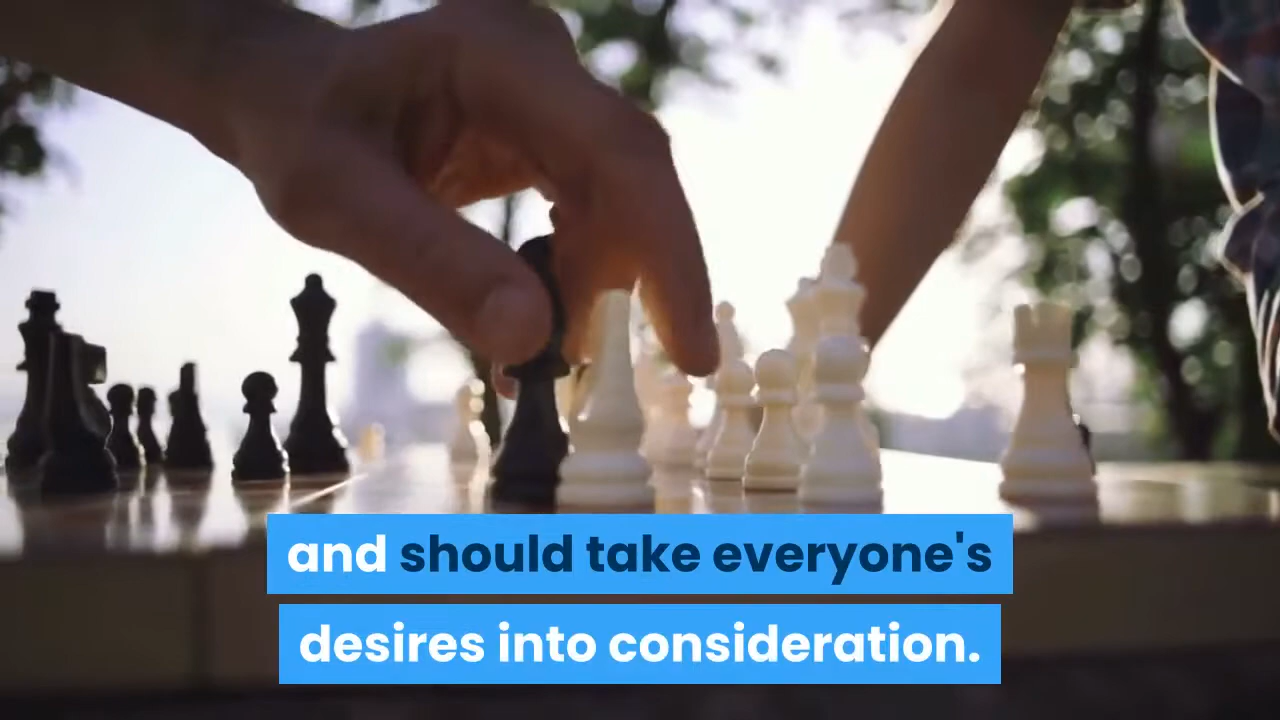 and should take everyone's
desires into consideration.